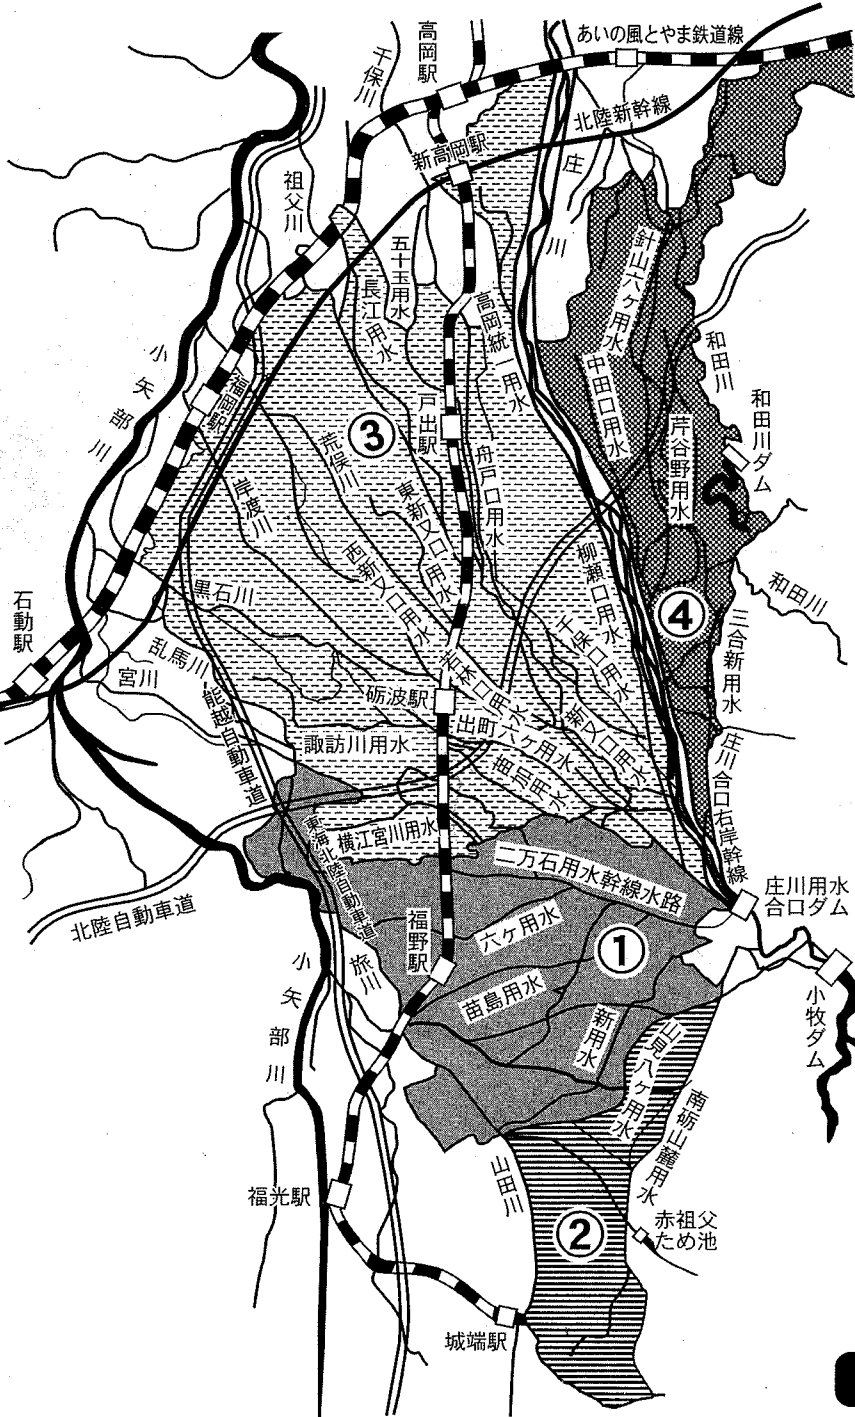 あいの風とやま鉄道線
高岡駅
千保川
北陸新幹線
新高岡駅
庄川
祖父川
五十玉用水
長江用水
高岡統一用水
針山六ヶ用水
中田口用水
和田川
和田川ダム
芹谷野用水
小矢部川
福岡駅
③
戸出駅
荒俣川
舟戸口用水
岸渡川
東新又口用水
西新又口用水
柳瀬口用水
黒石川
④
和田川
石動駅
乱馬川
宮川
千保口用水
三合新用水
能越自動車道
砺波駅
若林口用水
出町六ヶ用水
新又口用水
諏訪川用水
庄川合口右岸幹線
横江宮川用水
東海北陸自動車道
二万石用水幹線水路
庄川用水
合口ダム
北陸自動車道
福野駅
六ヶ用水
①
旅川
小矢部川
苗島用水
新用水
小牧ダム
山見八ヶ用水
南砺山麓用水
山田川
福光駅
②
赤祖父
ため池
城端駅